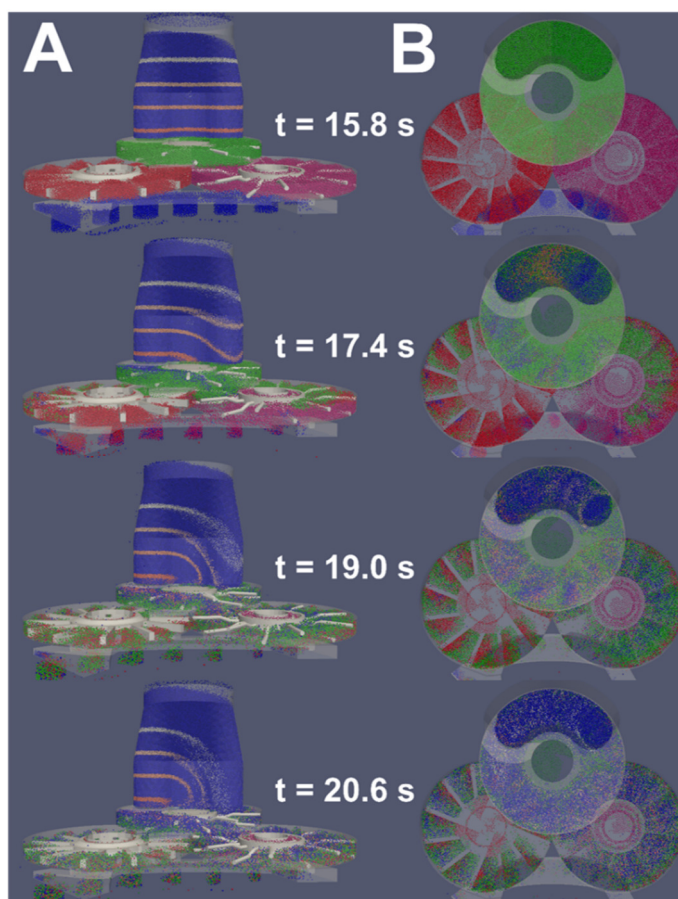 A
B
t = 15.8 s
t = 17.4 s
t = 19.0 s
t = 20.6 s